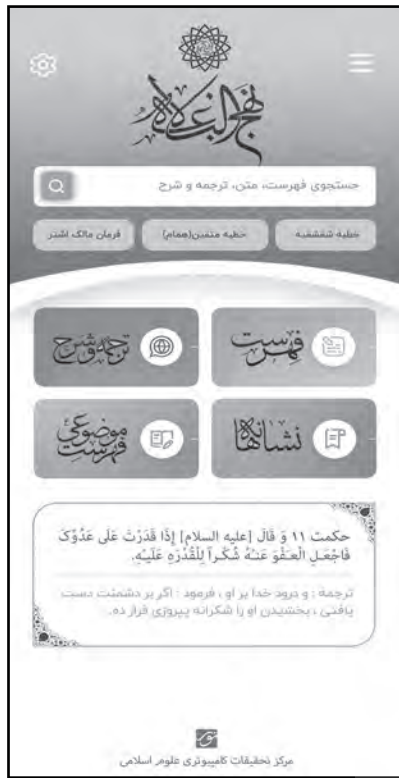 نهج البلاغه
جستجوی فهرست، متن، ترجمه و شرح
خطبه شقشقیه
خطبه متقین(همام)
فرمان مالک اشتر
فهرست
ترجمه و شرح
نشانه‌ها
فهرست موضوعی
حکمت ۱۱ وَ قَالَ [علیه السلام] إِذَا قَدَرْتَ عَلَى عَدُوِّکَ
فَاجْعَلِ الْعَفْوَ عَنْهُ شُکْراً لِلْقُدْرَهِ عَلَیْهِ.
ترجمه : و درود خدا بر او ، فرمود : اگر بر دشمنت دست
یافتی ، بخشیدن او را شکرانه پیروزی قرار ده.
نور
مرکز تحقیقات کامپیوتری علوم اسلامی